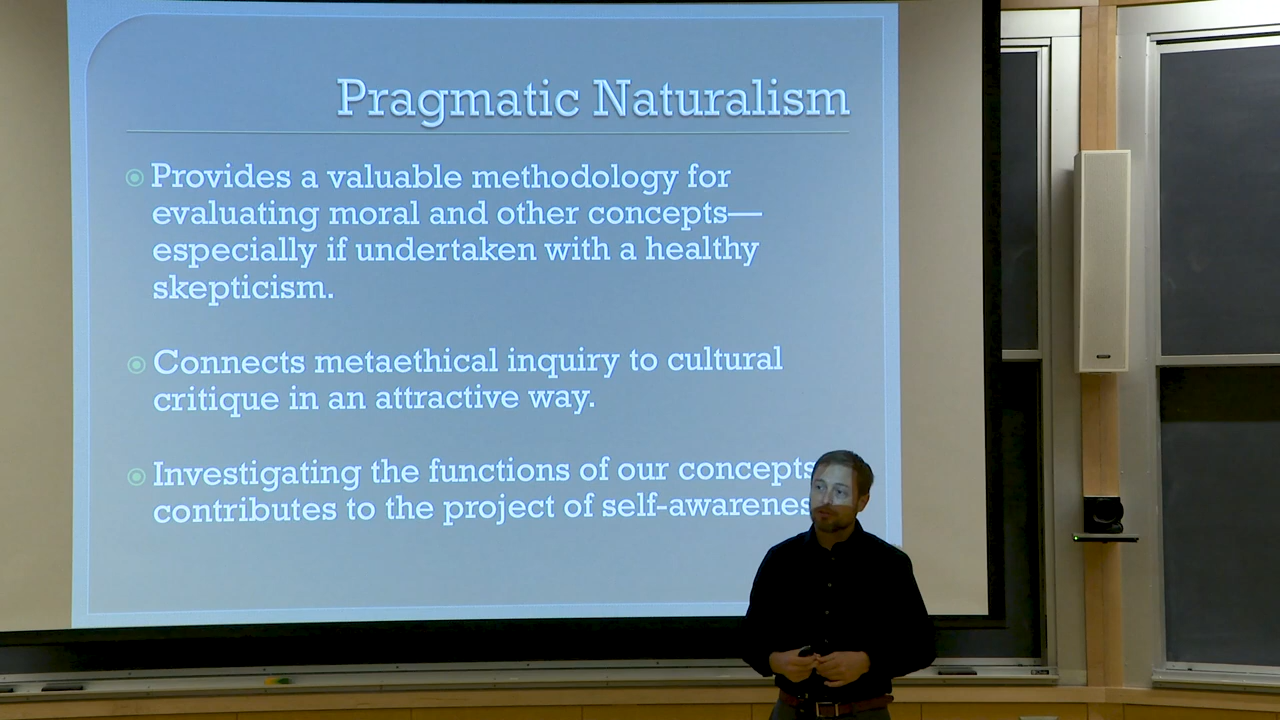 Pragmatic Naturalism
Provides a valuable methodology for
evaluating moral and other concepts—
especially if undertaken with a healthy
skepticism.
Connects metaethical inquiry to cultural
critique in an attractive way.
Investigating the functions of our concepts
contributes to the project of self-awarenes